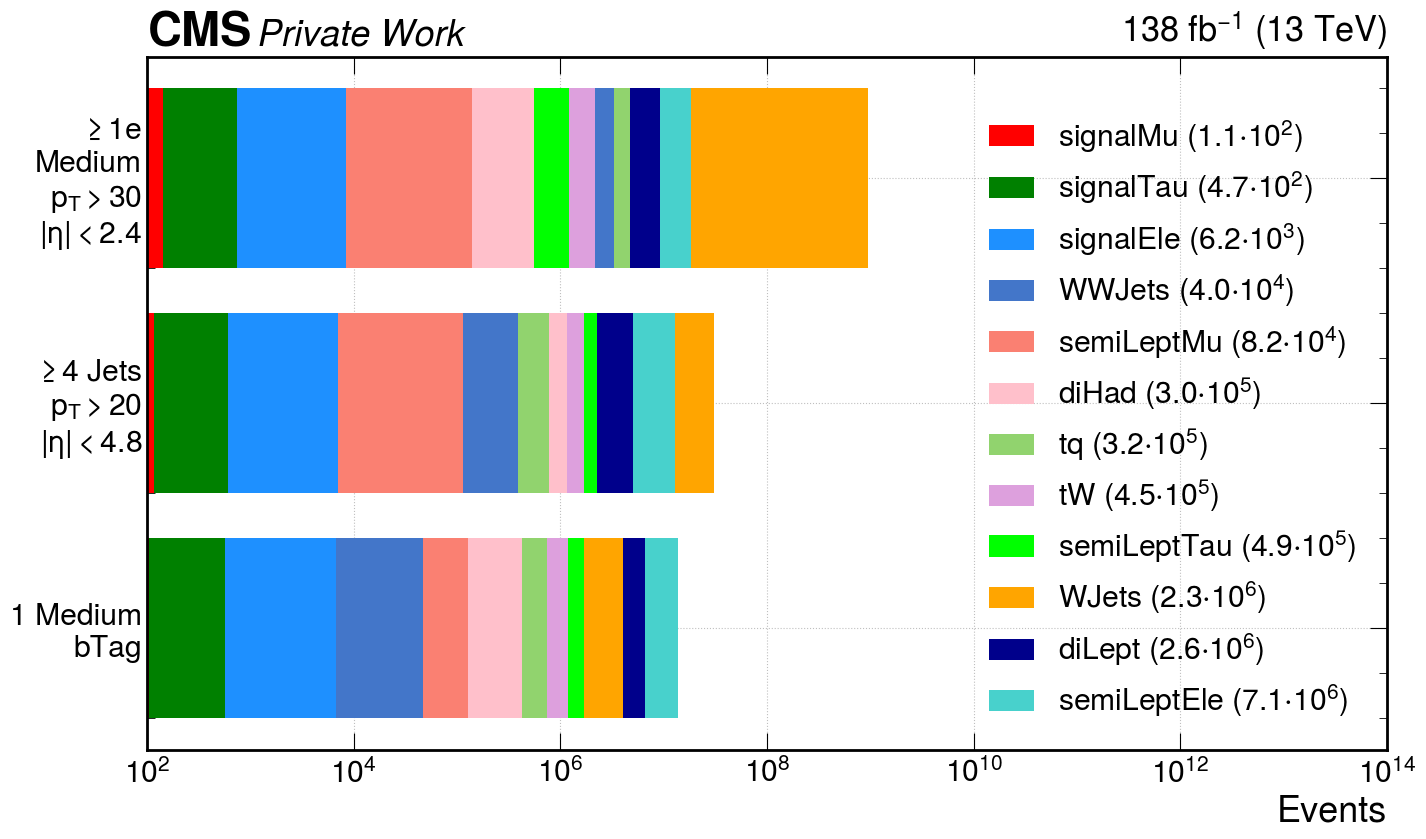 CMS Private Work 138 fb⁻¹ (13 TeV)
≥ 1e
Medium
p_T > 30
|η| < 2.4
≥ 4 Jets
p_T > 20
|η| < 4.8
1 Medium
bTag
signalMu (1.1·10²)
signalTau (4.7·10²)
signalEle (6.2·10³)
WWJets (4.0·10⁴)
semiLeptMu (8.2·10⁴)
diHad (3.0·10⁵)
tq (3.2·10⁵)
tW (4.5·10⁵)
semiLeptTau (4.9·10⁵)
WJets (2.3·10⁶)
diLept (2.6·10⁶)
semiLeptEle (7.1·10⁶)
10² 10⁴ 10⁶ 10⁸ 10¹⁰ 10¹² 10¹⁴
Events